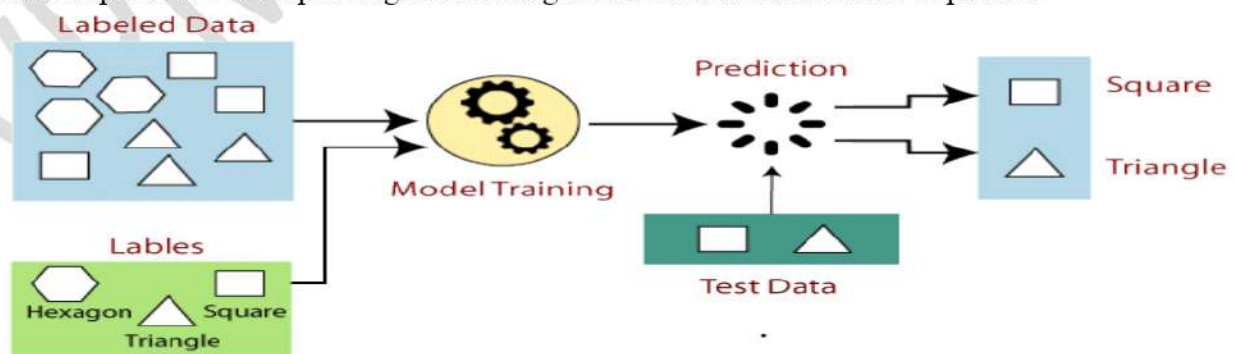 Labeled Data
Prediction
Square
Triangle
Model Training
Lables
Hexagon
Square
Triangle
Test Data